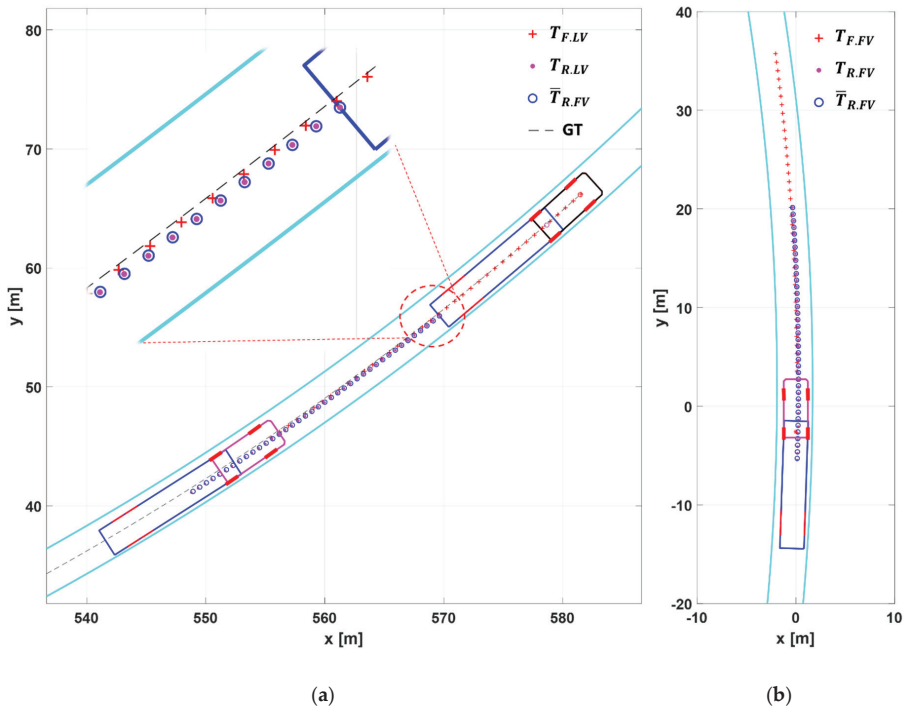 80
70
60
50
40
y [m]
540
550
560
570
580
x [m]
T_F.LV
T_R.LV
T̄_R.FV
GT
(a)
40
30
20
10
0
-10
-20
y [m]
-10
0
10
x [m]
T_F.FV
T_R.FV
T̄_R.FV
(b)